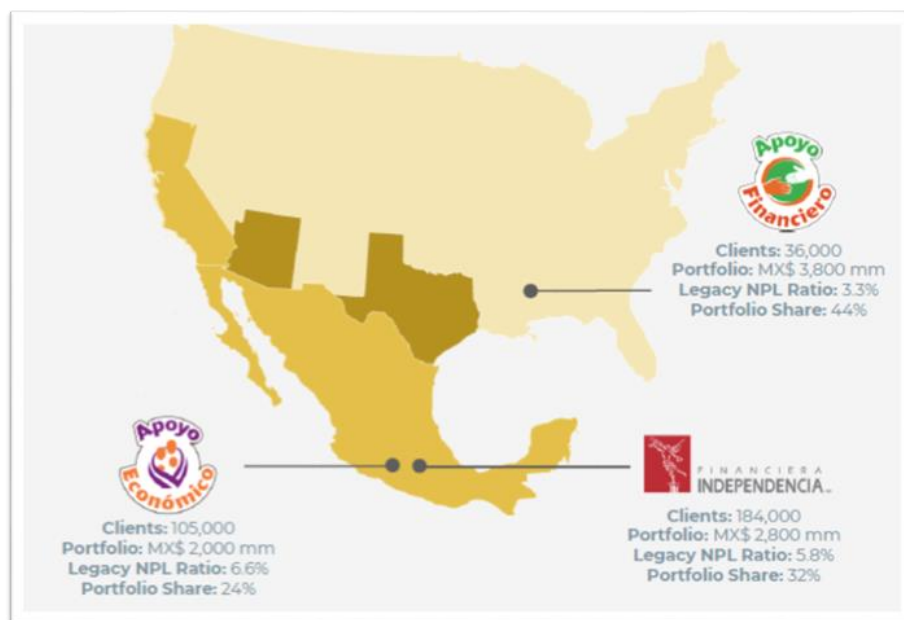 Apoyo
Financiero
Clients: 36,000
Portfolio: MX$ 3,800 mm
Legacy NPL Ratio: 3.3%
Portfolio Share: 44%
Apoyo
Económico
Clients: 105,000
Portfolio: MX$ 2,000 mm
Legacy NPL Ratio: 6.6%
Portfolio Share: 24%
FINANCIERA
INDEPENDENCIA
Clients: 184,000
Portfolio: MX$ 2,800 mm
Legacy NPL Ratio: 5.8%
Portfolio Share: 32%